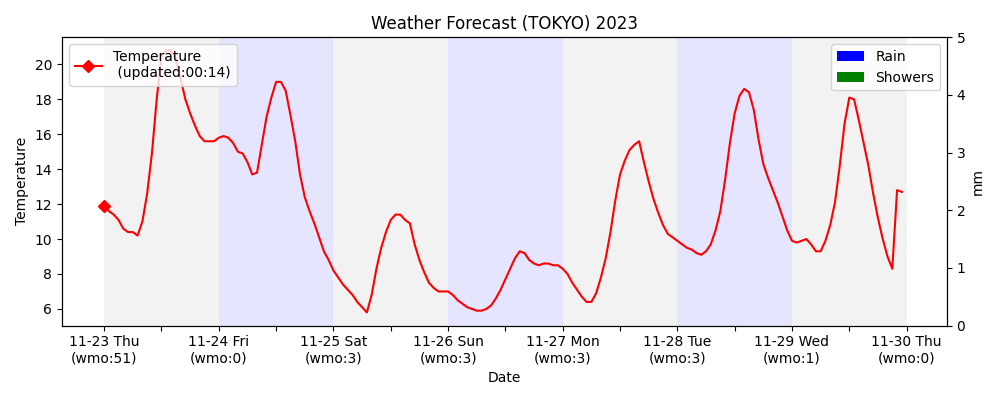 Weather Forecast (TOKYO) 2023
Temperature
(updated:00:14)
Rain
Showers
Temperature
20
18
16
14
12
10
8
6
5
4
3
2
1
0
mm
11-23 Thu
(wmo:51)
11-24 Fri
(wmo:0)
11-25 Sat
(wmo:3)
11-26 Sun
(wmo:3)
11-27 Mon
(wmo:3)
11-28 Tue
(wmo:3)
11-29 Wed
(wmo:1)
11-30 Thu
(wmo:0)
Date